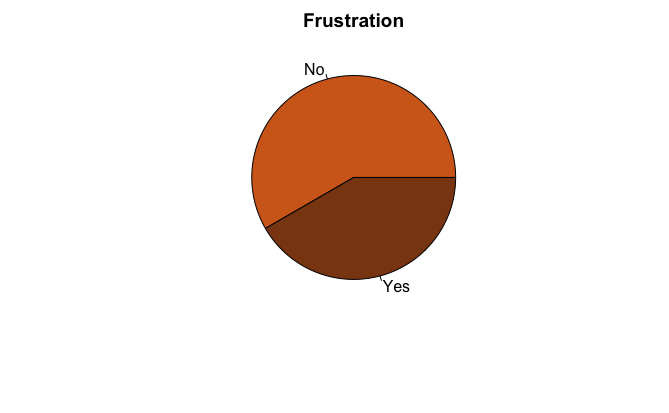 Frustration
No
Yes